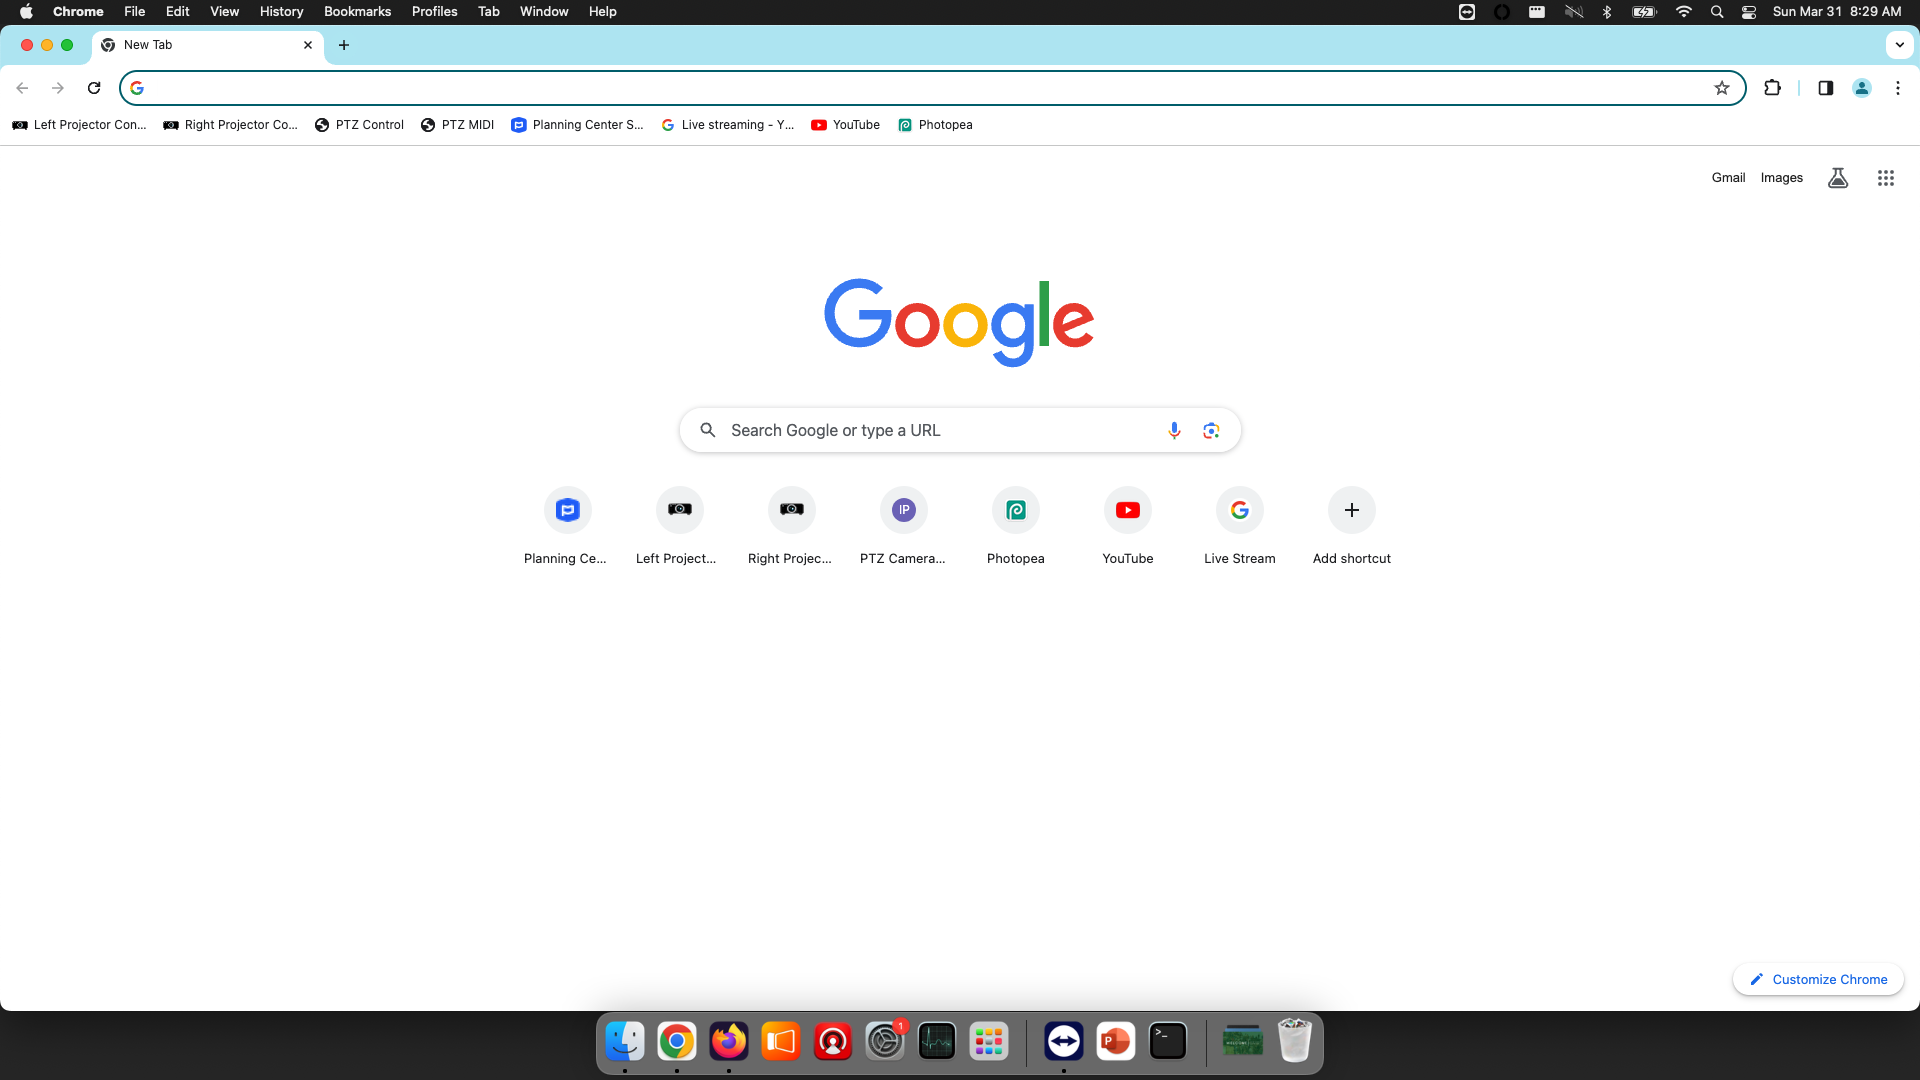 Chrome File Edit View History Bookmarks Profiles Tab Window Help Sun Mar 31 8:29 AM
New Tab
Left Projector Con... Right Projector Co... PTZ Control PTZ MIDI Planning Center S... Live streaming - Y... YouTube Photopea
Gmail Images
Google
Search Google or type a URL
IP
Planning Ce... Left Project... Right Projec... PTZ Camera... Photopea YouTube Live Stream Add shortcut
Customize Chrome
1
P
>_